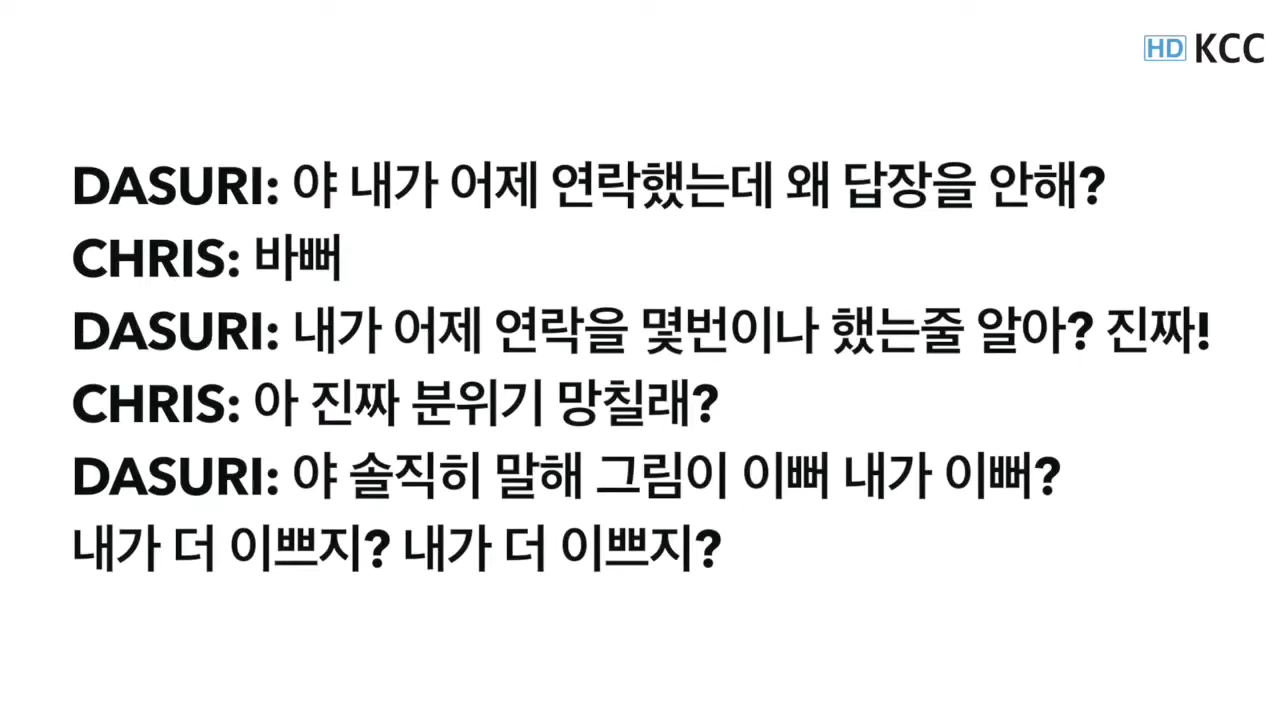 HD KCC
DASURI: 야 내가 어제 연락했는데 왜 답장을 안해?
CHRIS: 바뻐
DASURI: 내가 어제 연락을 몇번이나 했는줄 알아? 진짜!
CHRIS: 아 진짜 분위기 망칠래?
DASURI: 야 솔직히 말해 그림이 이뻐 내가 이뻐?
내가 더 이쁘지? 내가 더 이쁘지?